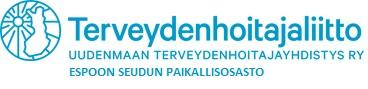 Terveydenhoitajaliitto
UUDENMAAN TERVEYDENHOITAJAYHDISTYS RY
ESPOON SEUDUN PAIKALLISOSASTO